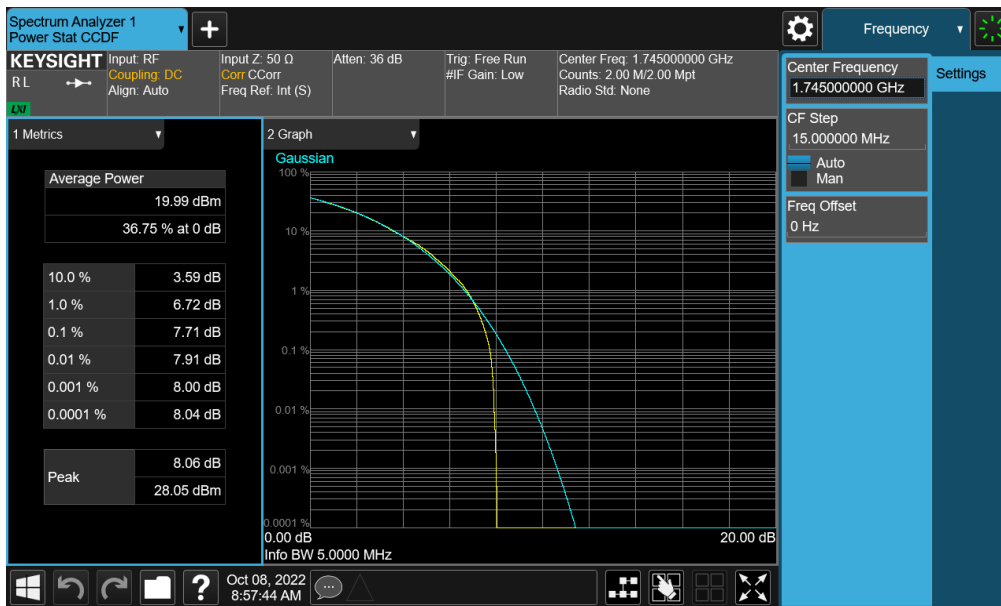 Spectrum Analyzer 1
Power Stat CCDF
+
Frequency
KEYSIGHT
RL
LXI
Input: RF
Coupling: DC
Align: Auto
Input Z: 50 Ω
Corr CCorr
Freq Ref: Int (S)
Atten: 36 dB
Trig: Free Run
#IF Gain: Low
Center Freq: 1.745000000 GHz
Counts: 2.00 M/2.00 Mpt
Radio Std: None
Center Frequency
1.745000000 GHz
Settings
CF Step
15.000000 MHz
Auto
Man
Freq Offset
0 Hz
1 Metrics
Average Power
19.99 dBm
36.75 % at 0 dB
10.0 % 3.59 dB
1.0 % 6.72 dB
0.1 % 7.71 dB
0.01 % 7.91 dB
0.001 % 8.00 dB
0.0001 % 8.04 dB
Peak
8.06 dB
28.05 dBm
2 Graph
Gaussian
100 %
10 %
1 %
0.1 %
0.01 %
0.001 %
0.0001 %
0.00 dB 20.00 dB
Info BW 5.0000 MHz
?
Oct 08, 2022
8:57:44 AM